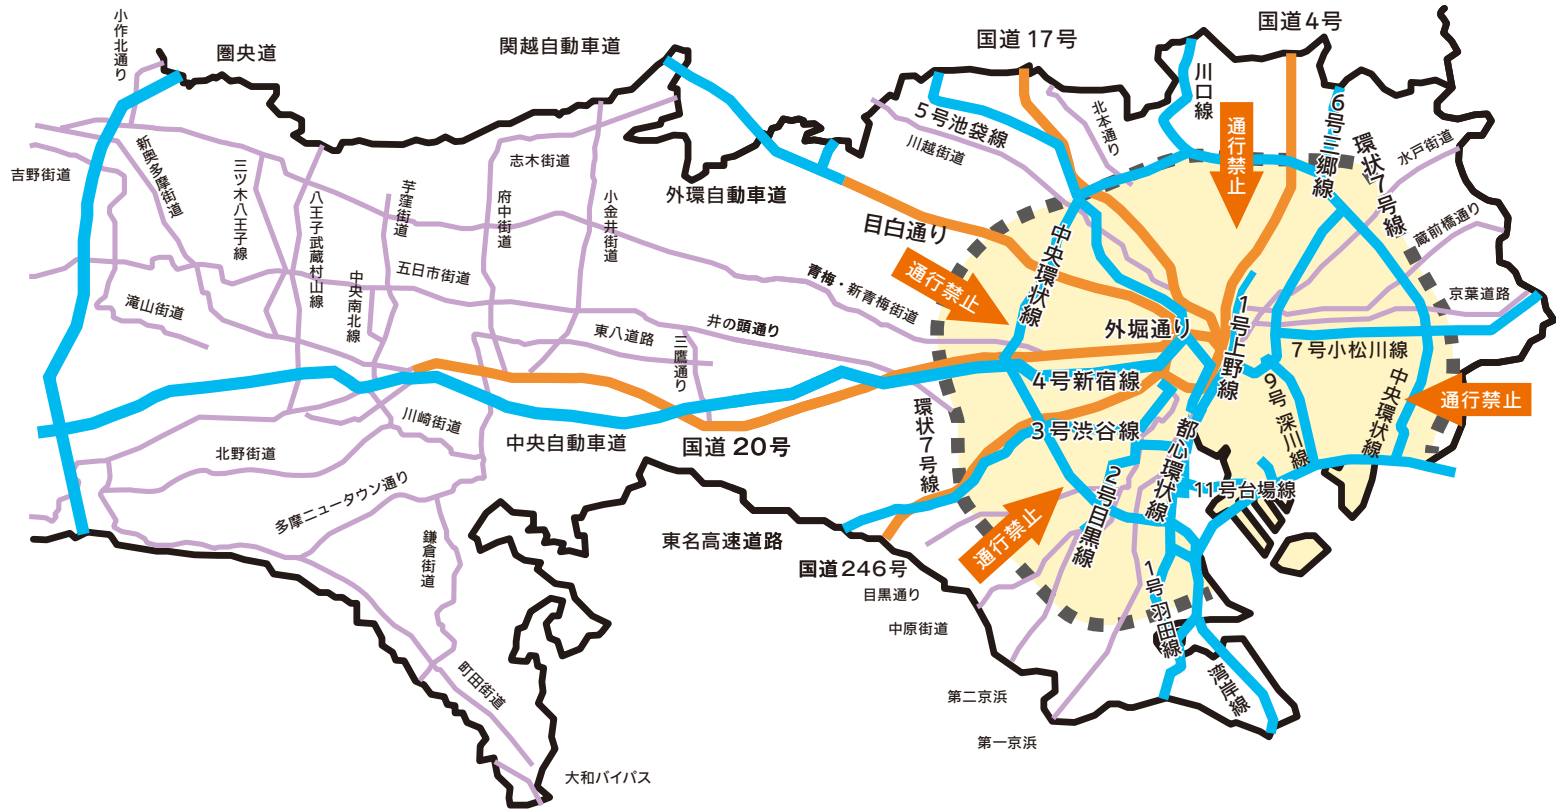 小作北通り
圏央道
関越自動車道
国道17号
国道4号
川口線
6号三郷線
5号池袋線
川越街道
北本通り
通行禁止
環状7号線
水戸街道
蔵前橋通り
京葉道路
吉野街道
新奥多摩街道
三ツ木八王子線
八王子武蔵村山線
芋窪街道
府中街道
志木街道
小金井街道
外環自動車道
目白通り
通行禁止
中央環状線
滝山街道
中央南北線
五日市街道
東八道路
三鷹通り
井の頭通り
青梅・新青梅街道
外堀通り
1号上野線
7号小松川線
中央環状線
通行禁止
4号新宿線
9号 深川線
3号渋谷線
環状7号線
川崎街道
北野街道
中央自動車道
国道 20号
多摩ニュータウン通り
鎌倉街道
東名高速道路
国道246号
通行禁止
2号目黒線
都心環状線
11号台場線
目黒通り
中原街道
1号 羽田線
湾岸線
町田街道
第二京浜
第一京浜
大和バイパス